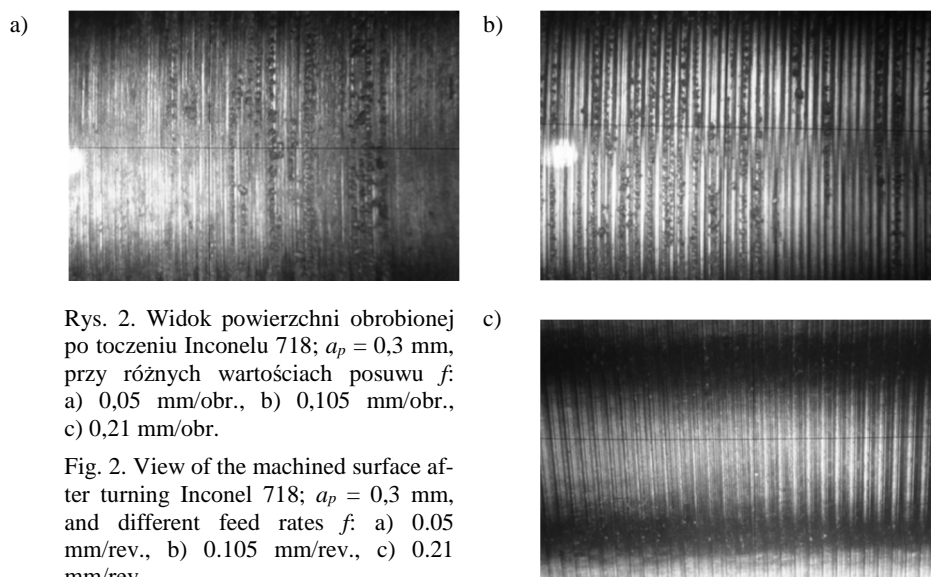 a)
b)
Rys. 2. Widok powierzchni obrobionej
po toczeniu Inconelu 718; ap = 0,3 mm,
przy różnych wartościach posuwu f:
a) 0,05 mm/obr., b) 0,105 mm/obr.,
c) 0,21 mm/obr.
Fig. 2. View of the machined surface af-
ter turning Inconel 718; ap = 0,3 mm,
and different feed rates f: a) 0.05
mm/rev., b) 0.105 mm/rev., c) 0.21
mm/rev
c)